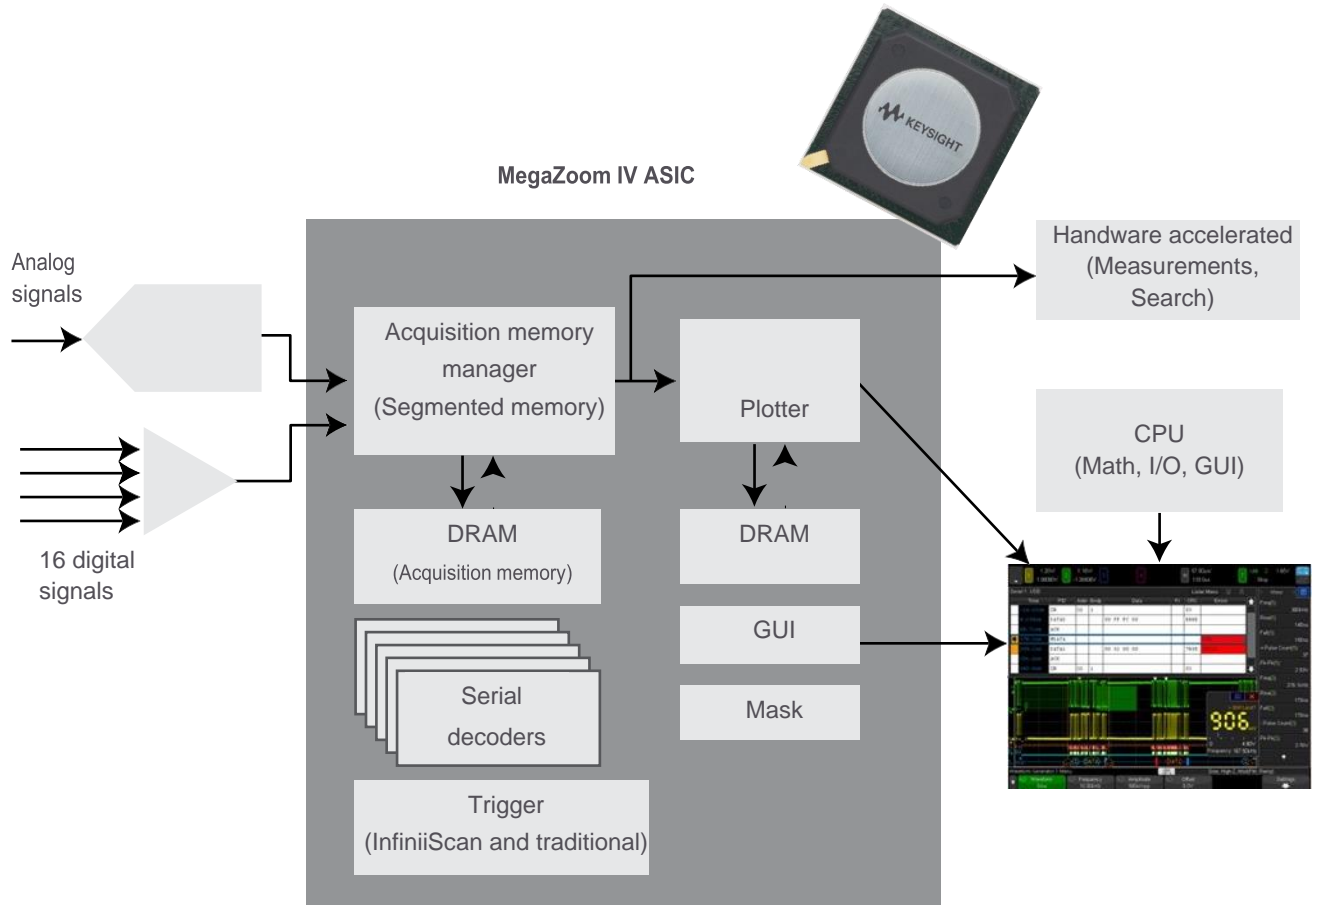 KEYSIGHT
MegaZoom IV ASIC
Analog
signals
16 digital
signals
Acquisition memory
manager
(Segmented memory)
Plotter
DRAM
(Acquisition memory)
DRAM
GUI
Mask
Serial
decoders
Trigger
(InfiniiScan and traditional)
Hardware accelerated
(Measurements,
Search)
CPU
(Math, I/O, GUI)
906